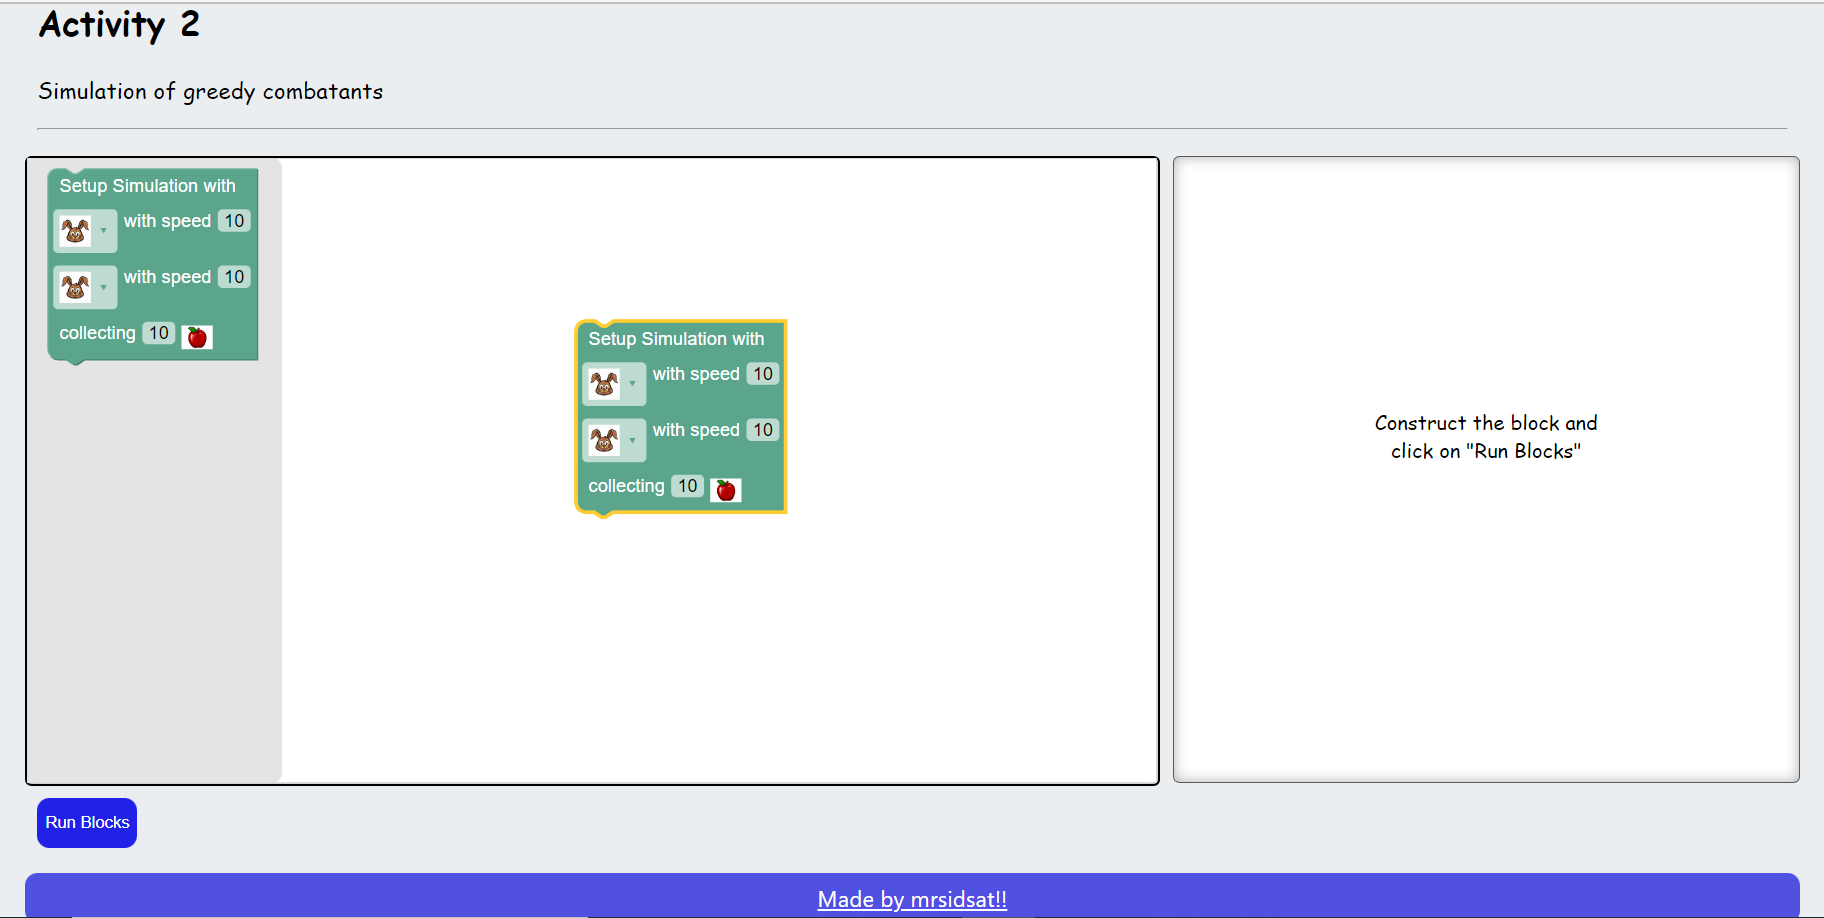 Activity 2
Simulation of greedy combatants
Setup Simulation with
with speed 10
with speed 10
collecting 10
Setup Simulation with
with speed 10
with speed 10
collecting 10
Construct the block and
click on "Run Blocks"
Run Blocks
Made by mrsidsat!!